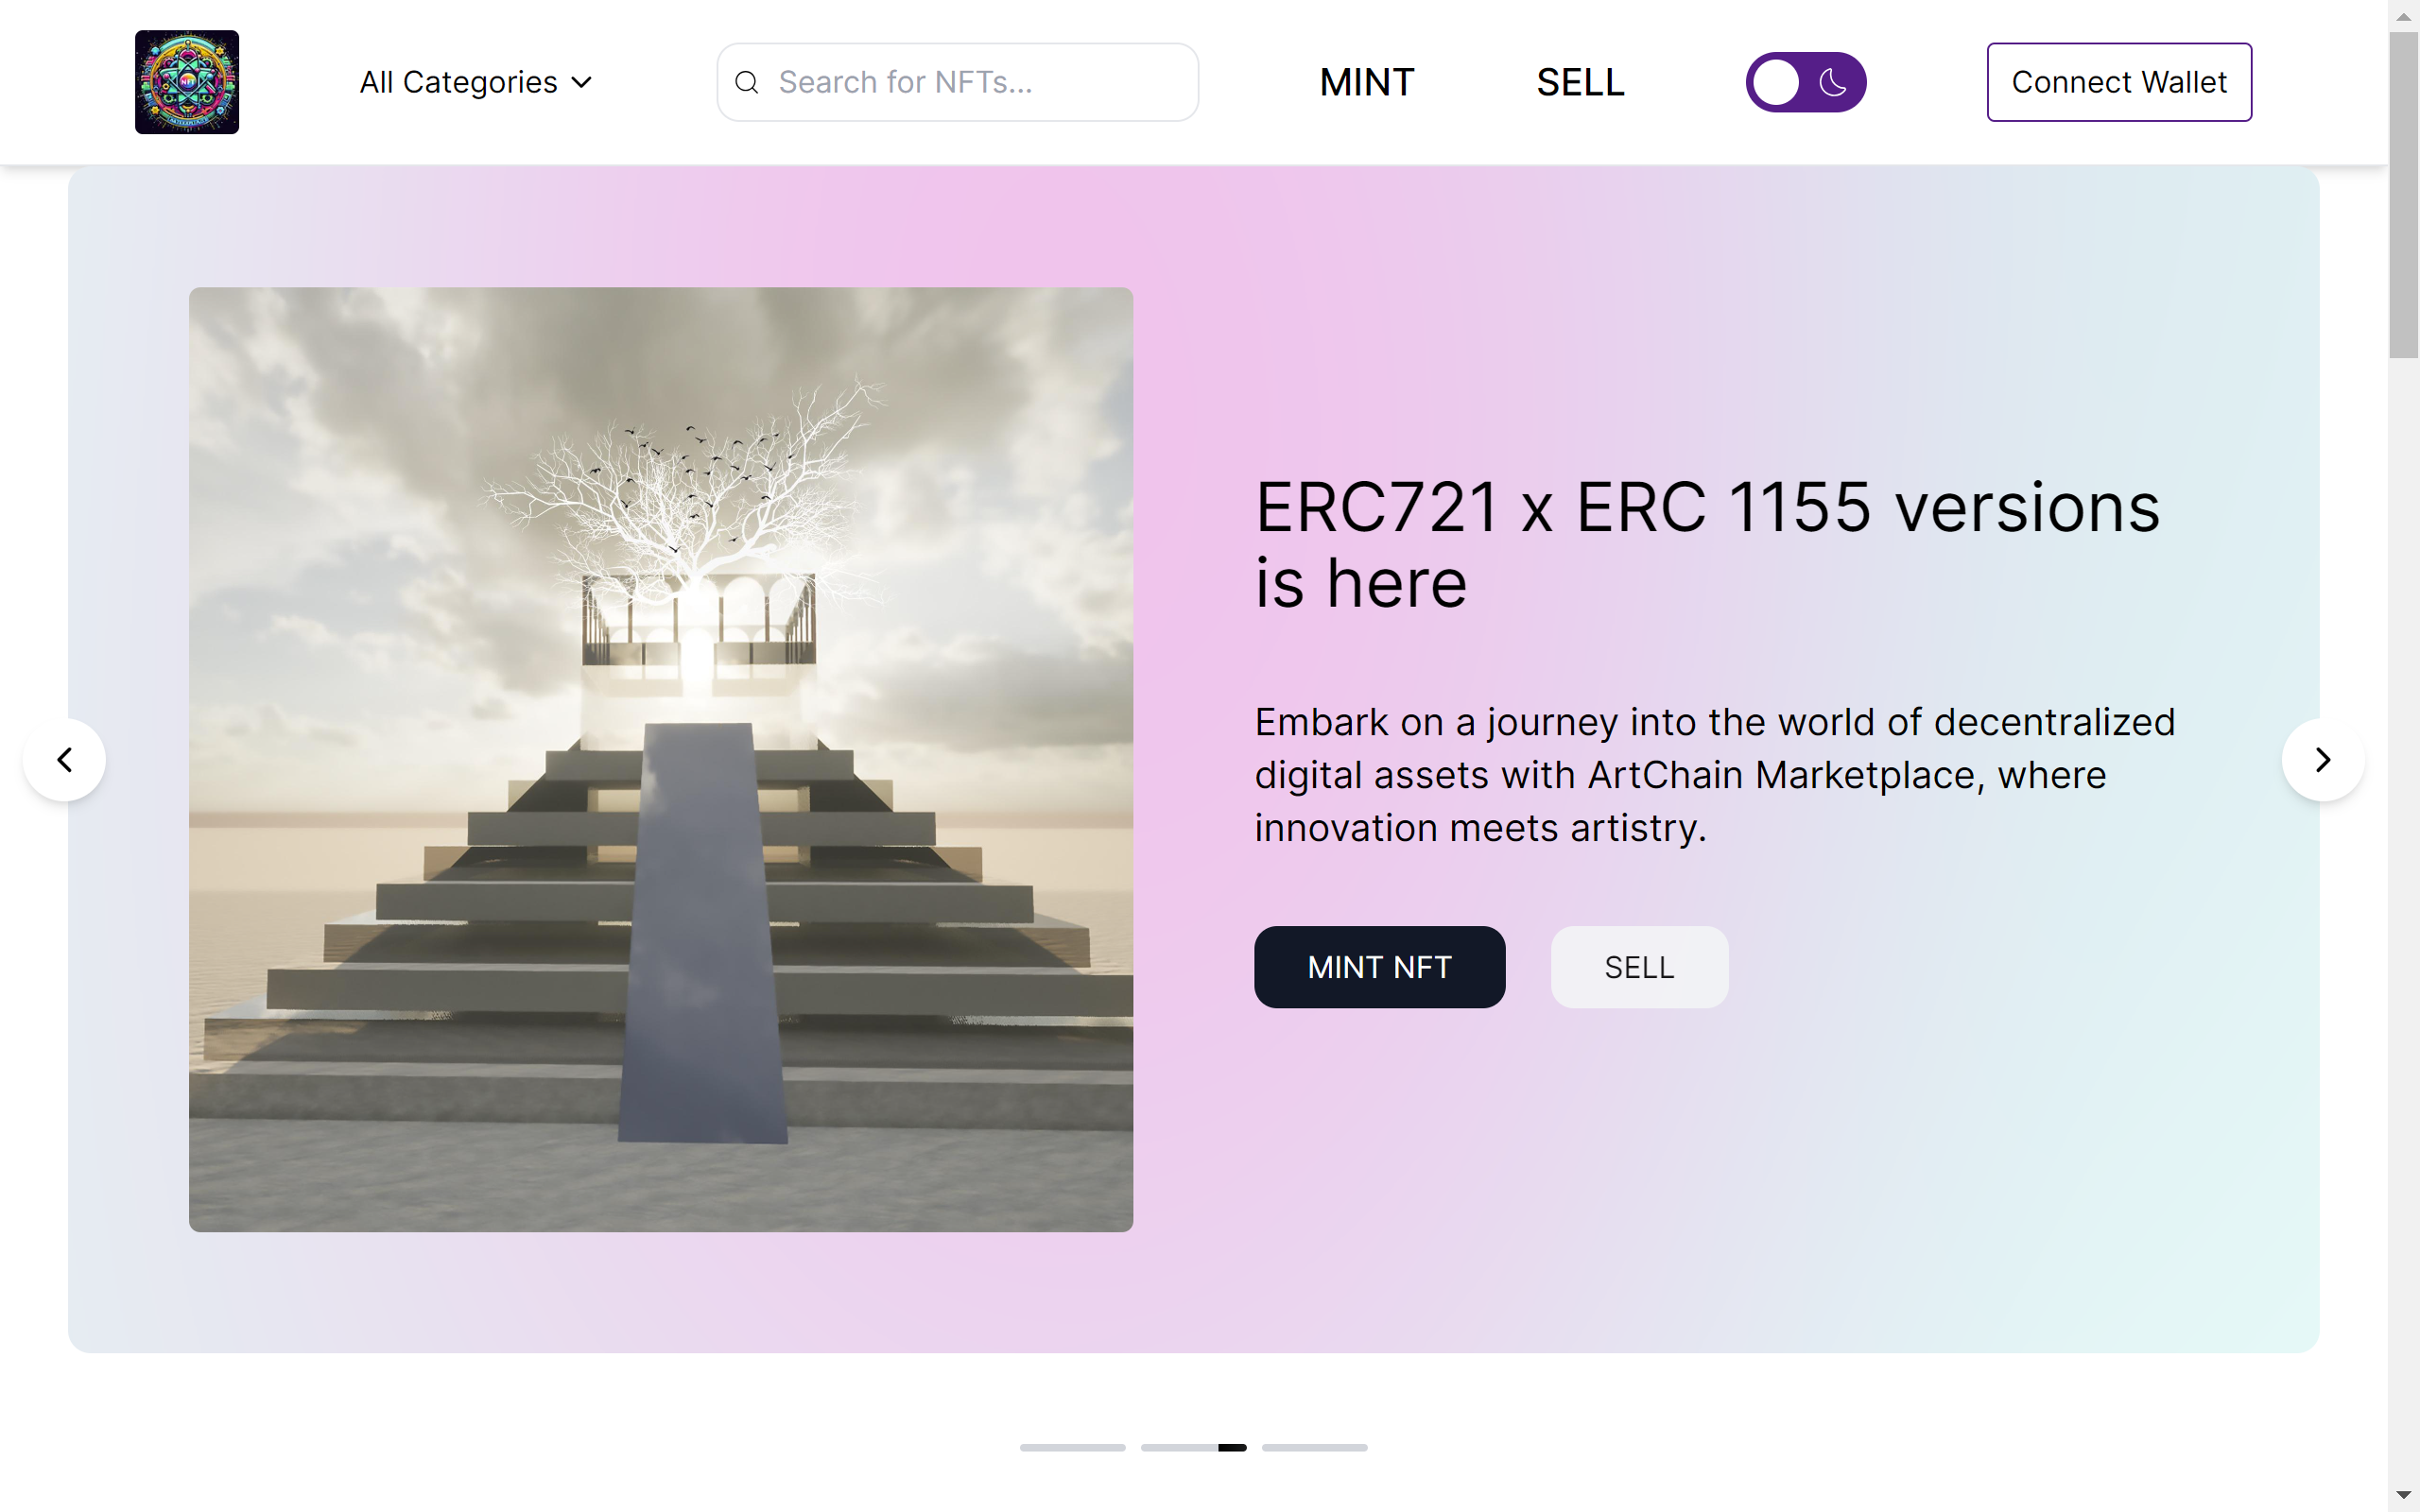 All Categories
Search for NFTs...
MINT
SELL
Connect Wallet
NFT
ERC721 x ERC 1155 versions
is here
Embark on a journey into the world of decentralized
digital assets with ArtChain Marketplace, where
innovation meets artistry.
MINT NFT
SELL